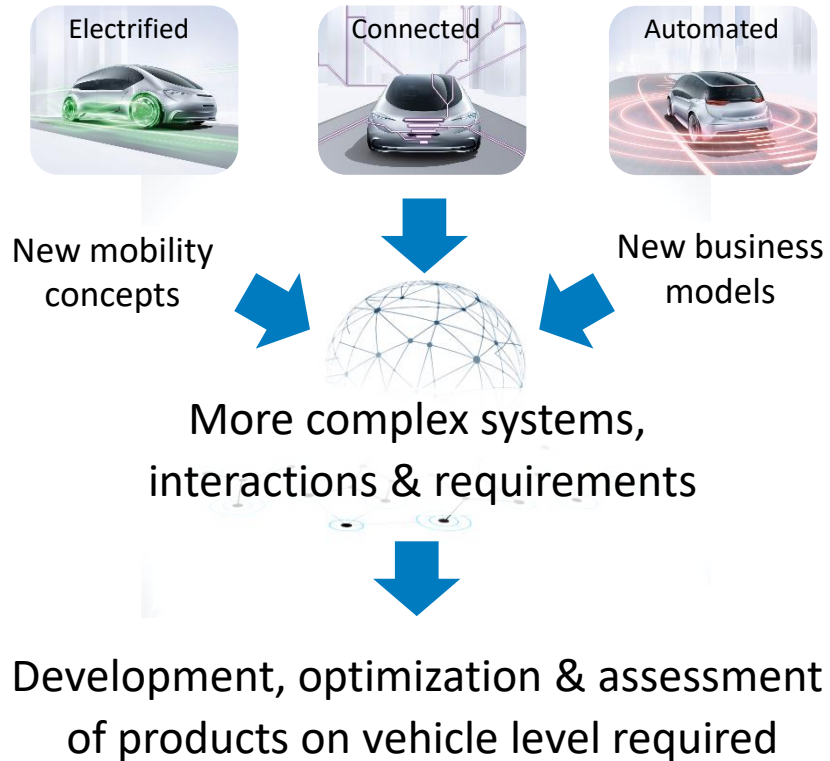 Electrified
Connected
Automated
New mobility
concepts
New business
models
More complex systems,
interactions & requirements
Development, optimization & assessment
of products on vehicle level required